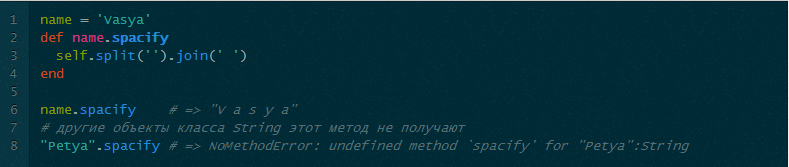 1 name = 'Vasya'
2 def name.spacify
3   self.split('').join(' ')
4 end
5
6 name.spacify    # => "V a s y a"
7 # другие объекты класса String этот метод не получают
8 "Petya".spacify # => NoMethodError: undefined method `spacify' for "Petya":String